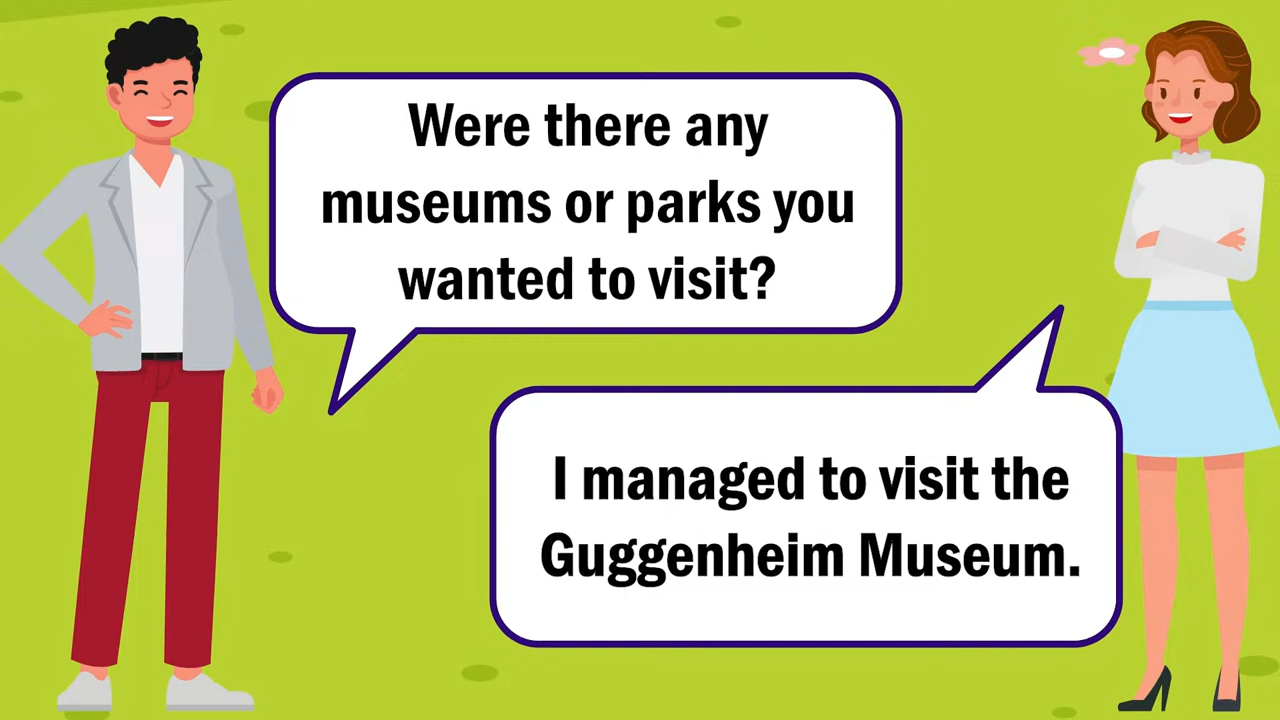 Were there any
museums or parks you
wanted to visit?
I managed to visit the
Guggenheim Museum.